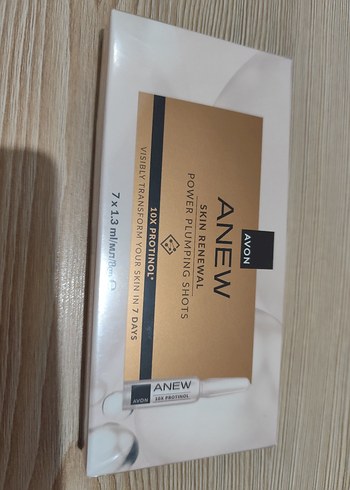 AVON
ANEW
SKIN RENEWAL
POWER PLUMPING SHOTS
10X PROTINOL*
VISIBLY TRANSFORM YOUR SKIN IN 7 DAYS
7 x 1.3 ml/мл/
ANEW
10X PROTINOL
AVON